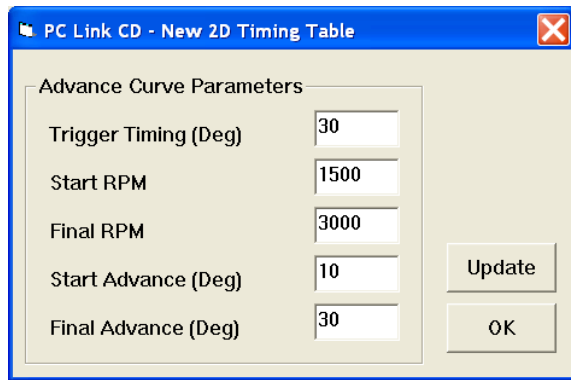 PC Link CD - New 2D Timing Table
Advance Curve Parameters
Trigger Timing (Deg) 30
Start RPM 1500
Final RPM 3000
Start Advance (Deg) 10
Final Advance (Deg) 30
Update
OK